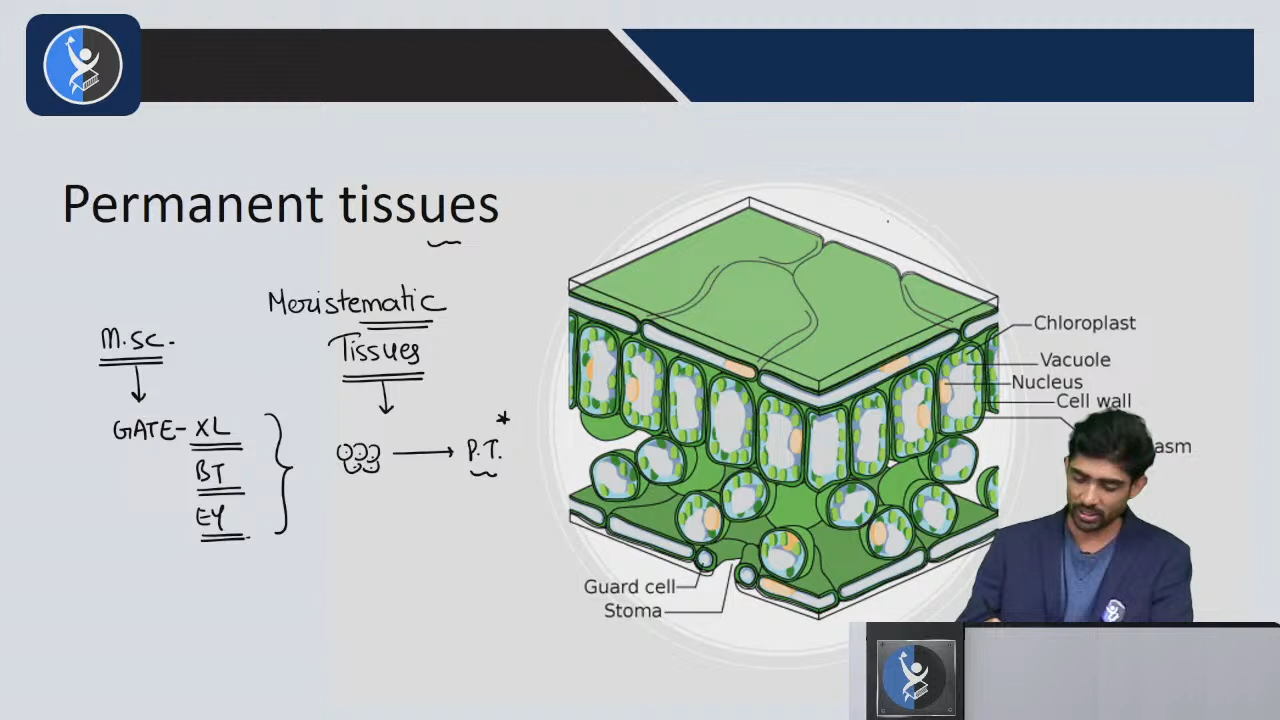 Permanent tissues
Meristematic
Tissues
M.Sc.
GATE- XL
BT
EY
P.T.*
Chloroplast
Vacuole
Nucleus
Cell wall
asm
Guard cell
Stoma